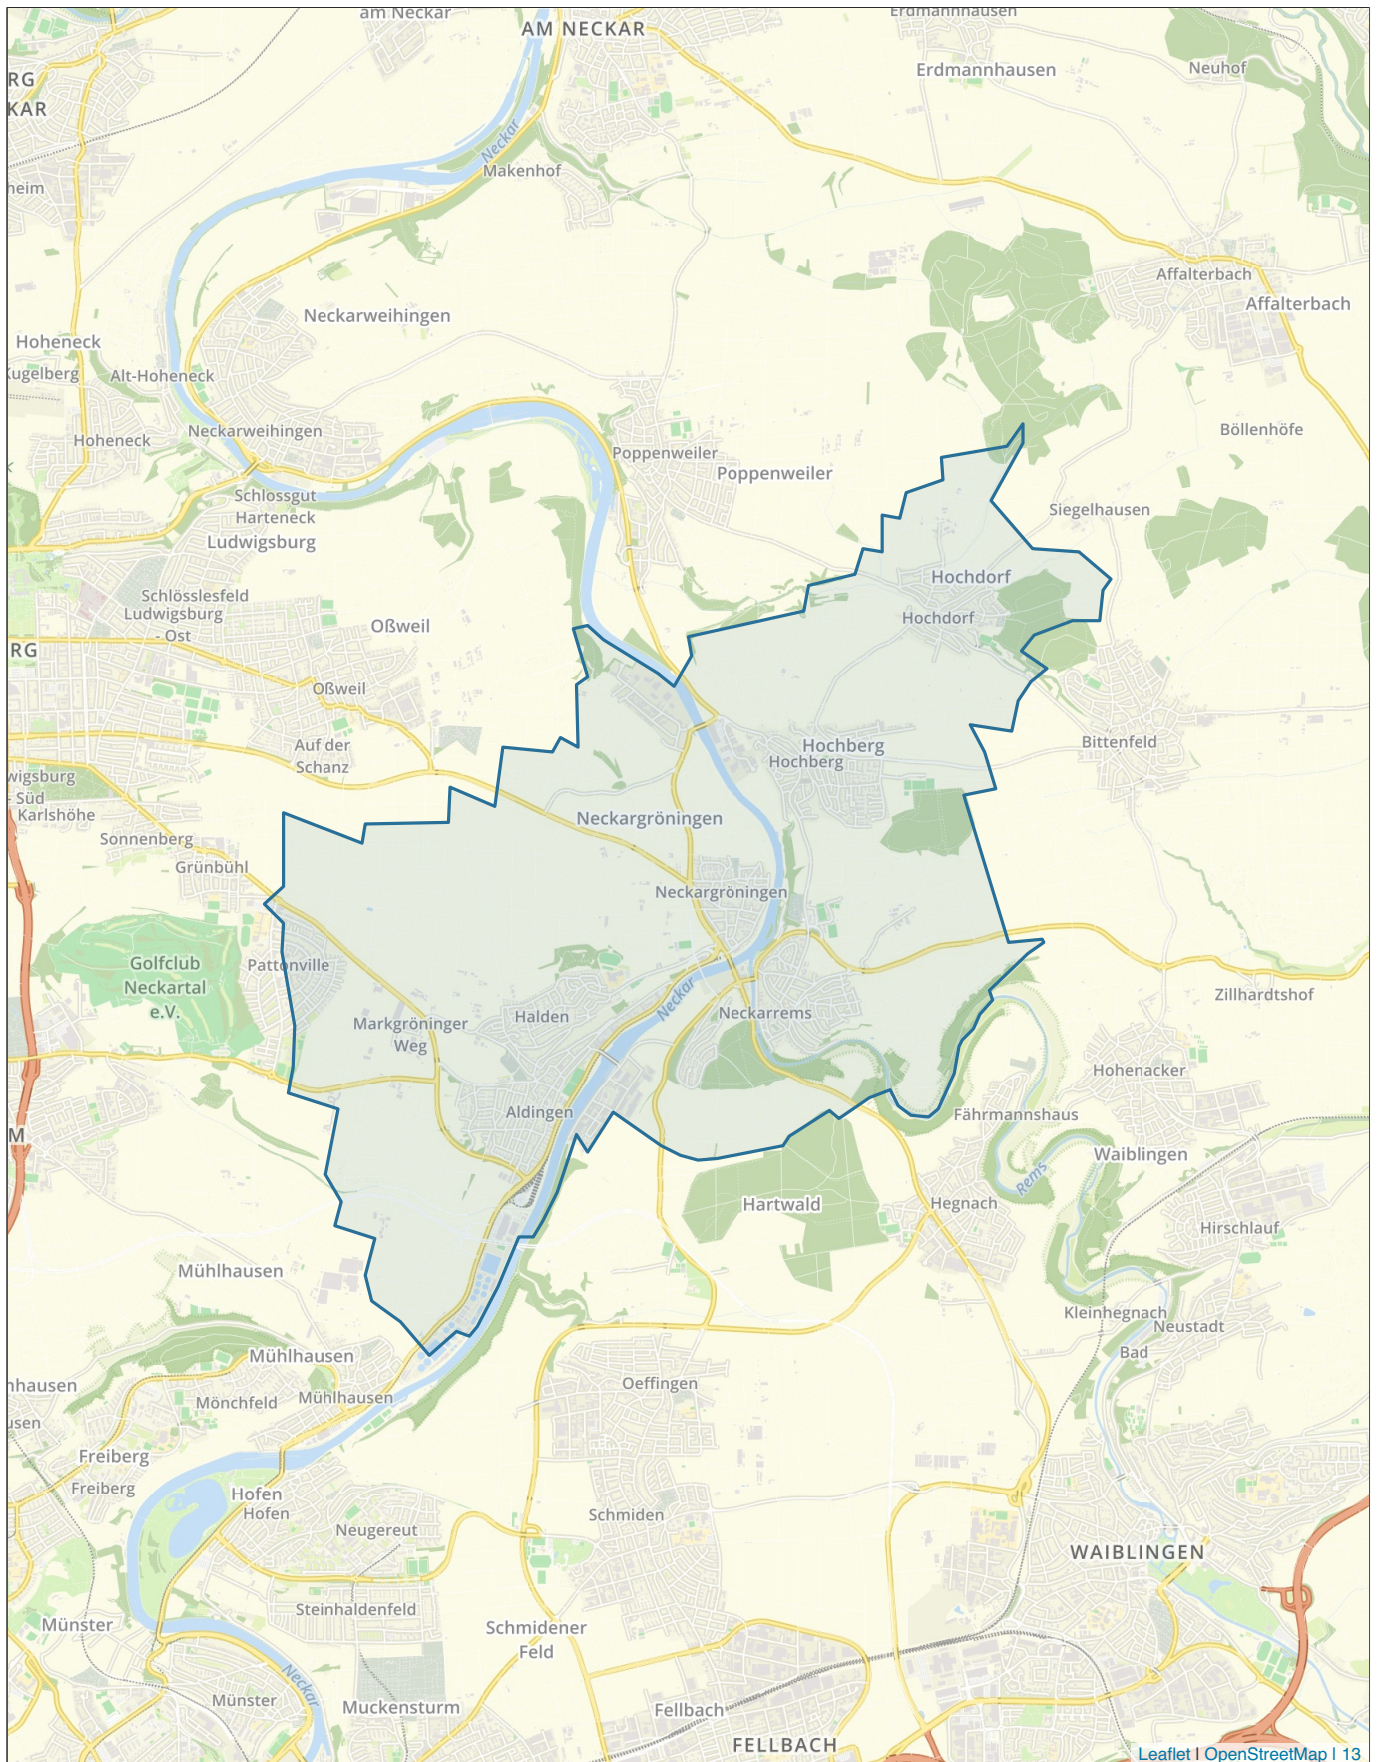 am Neckar
AM NECKAR
Erdmannhausen
Erdmannhausen
Neuhof
RG
KAR
Neckar
Makenhof
heim
Affalterbach
Affalterbach
Neckarweihingen
Hoheneck
Kugelberg
Alt-Hoheneck
Neckarweihingen
Hoheneck
Böllenhöfe
Poppenweiler
Poppenweiler
k
Schlossgut
Harteneck
Siegelhausen
Ludwigsburg
Hochdorf
Schlösslesfeld
Ludwigsburg
- Ost
Hochdorf
Oßweil
RG
Oßweil
Auf der
Schanz
Hochberg
Hochberg
Bittenfeld
wigsburg
- Süd
Karlshöhe
Neckargröningen
Sonnenberg
Grünbühl
Neckargröningen
Golfclub
Neckartal
e.V.
Pattonville
Neckar
Zillhardtshof
Halden
Neckarrems
Markgröninger
Weg
Hohenacker
Aldingen
Fährmannshaus
M
Waiblingen
Rems
Hartwald
Hegnach
Hirschlauf
Mühlhausen
Kleinhegnach
Neustadt
Mühlhausen
Bad
nhausen
Mönchfeld
Mühlhausen
Oeffingen
usen
Freiberg
Freiberg
Hofen
Hofen
Schmiden
Neugereut
WAIBLINGEN
Steinhaldenfeld
Münster
Schmidener
Feld
Neckar
Münster
Muckensturm
Fellbach
FELLBACH
Leaflet | OpenStreetMap | 13